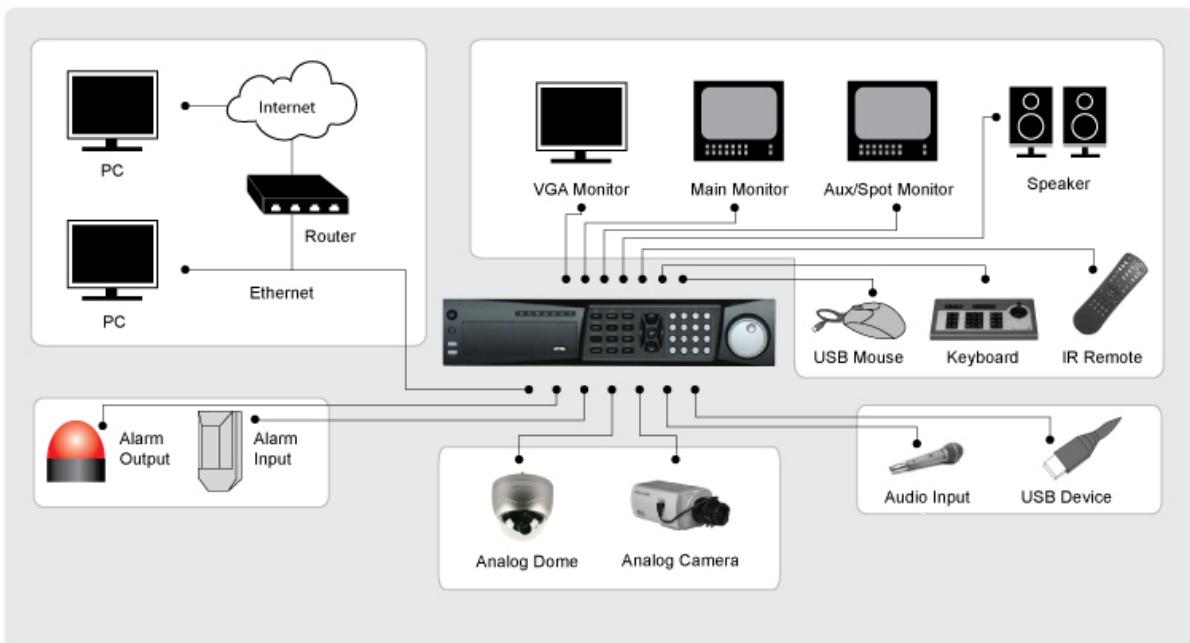 Internet
PC
Router
Ethernet
PC
VGA Monitor
Main Monitor
Aux/Spot Monitor
Speaker
USB Mouse
Keyboard
IR Remote
Alarm
Output
Alarm
Input
Analog Dome
Analog Camera
Audio Input
USB Device